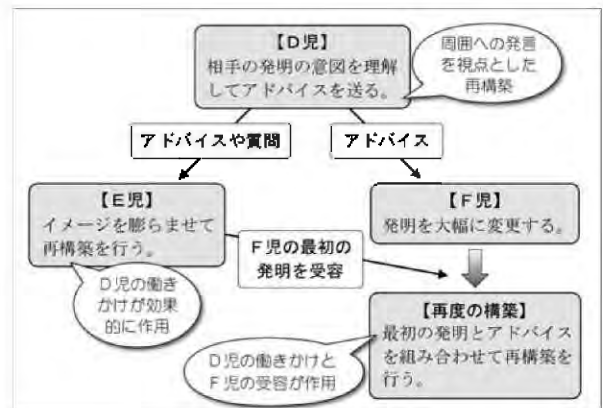 【D児】
相手の発明の意図を理解
してアドバイスを送る。
周囲への発言
を視点とした
再構築
アドバイスや質問
アドバイス
【E児】
イメージを膨らませて
再構築を行う。
【F児】
発明を大幅に変更する。
F児の最初の
発明を受容
D児の働き
かけが効果
的に作用
【再度の構築】
最初の発明とアドバイス
を組み合わせて再構築を
行う。
D児の働きかけと
F児の受容が作用